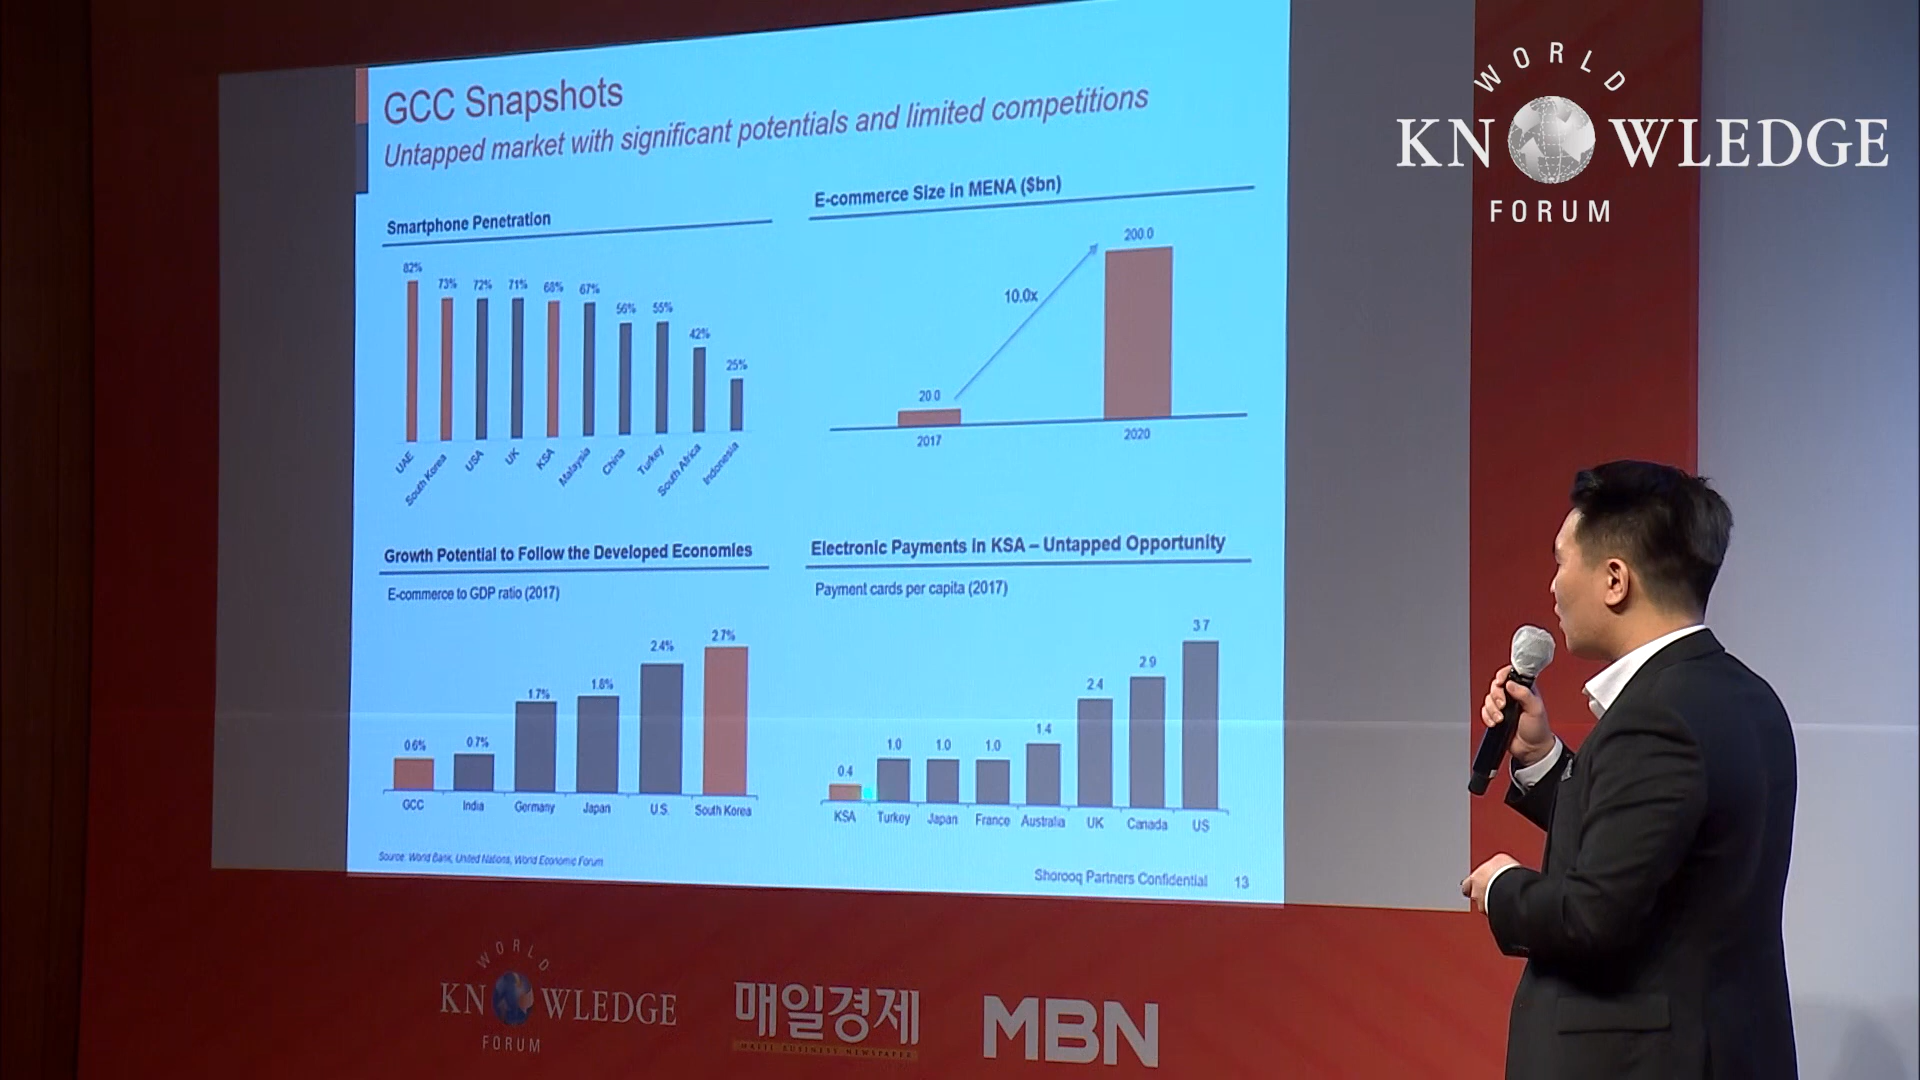 GCC Snapshots
Untapped market with significant potentials and limited competitions
Smartphone Penetration
82%
73%
72%
71%
68%
67%
56%
55%
42%
25%
UAE
South Korea
USA
UK
KSA
Malaysia
China
Turkey
South Africa
Indonesia
E-commerce Size in MENA ($bn)
20.0
10.0x
200.0
2017
2020
Growth Potential to Follow the Developed Economies
E-commerce to GDP ratio (2017)
0.6%
0.7%
1.7%
1.8%
2.4%
2.7%
GCC
India
Germany
Japan
U.S.
South Korea
Electronic Payments in KSA – Untapped Opportunity
Payment cards per capita (2017)
0.4
1.0
1.0
1.0
1.4
2.4
2.9
3.7
KSA
Turkey
Japan
France
Australia
UK
Canada
US
Source: World Bank, United Nations, World Economic Forum
Shorooq Partners Confidential 13
WORLD
KNOWLEDGE
FORUM
WORLD
KNOWLEDGE
FORUM
매일경제
MAEIL BUSINESS NEWSPAPER
MBN